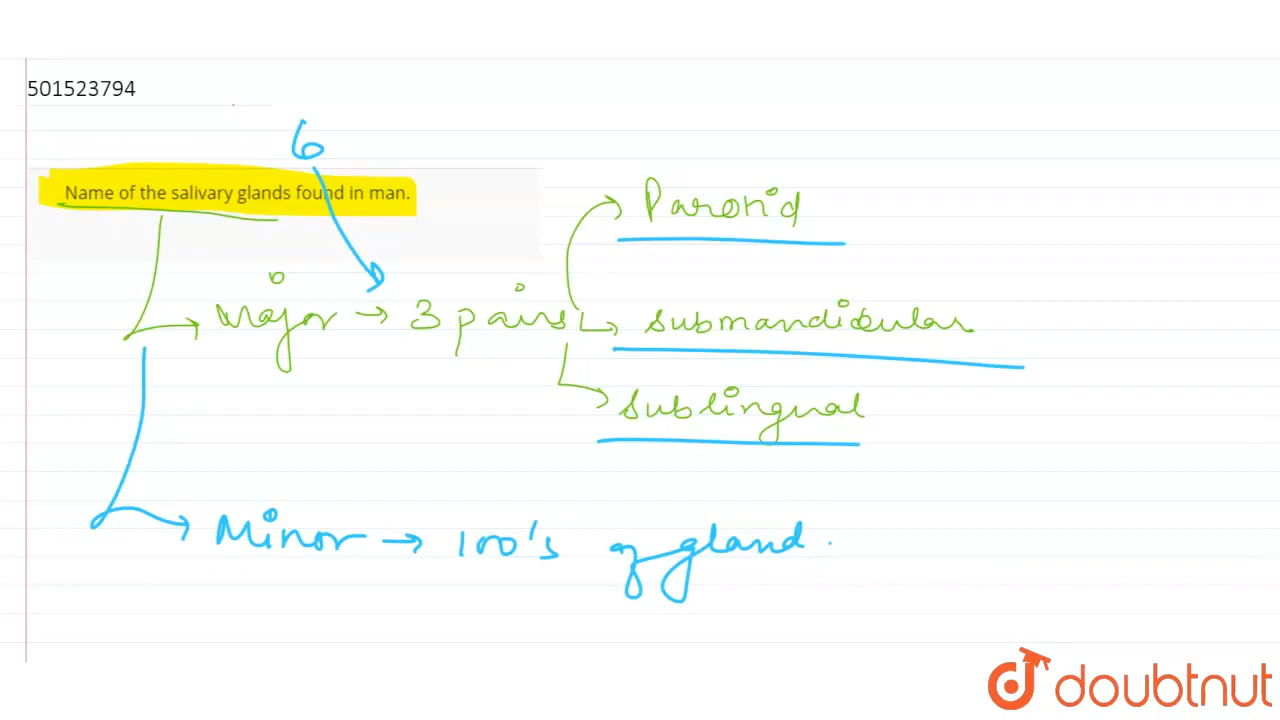 501523794
6
Name of the salivary glands found in man.
Parotid
Major → 3 pairs → submandibular
sublingual
Minor → 100's of gland.
doubtnut